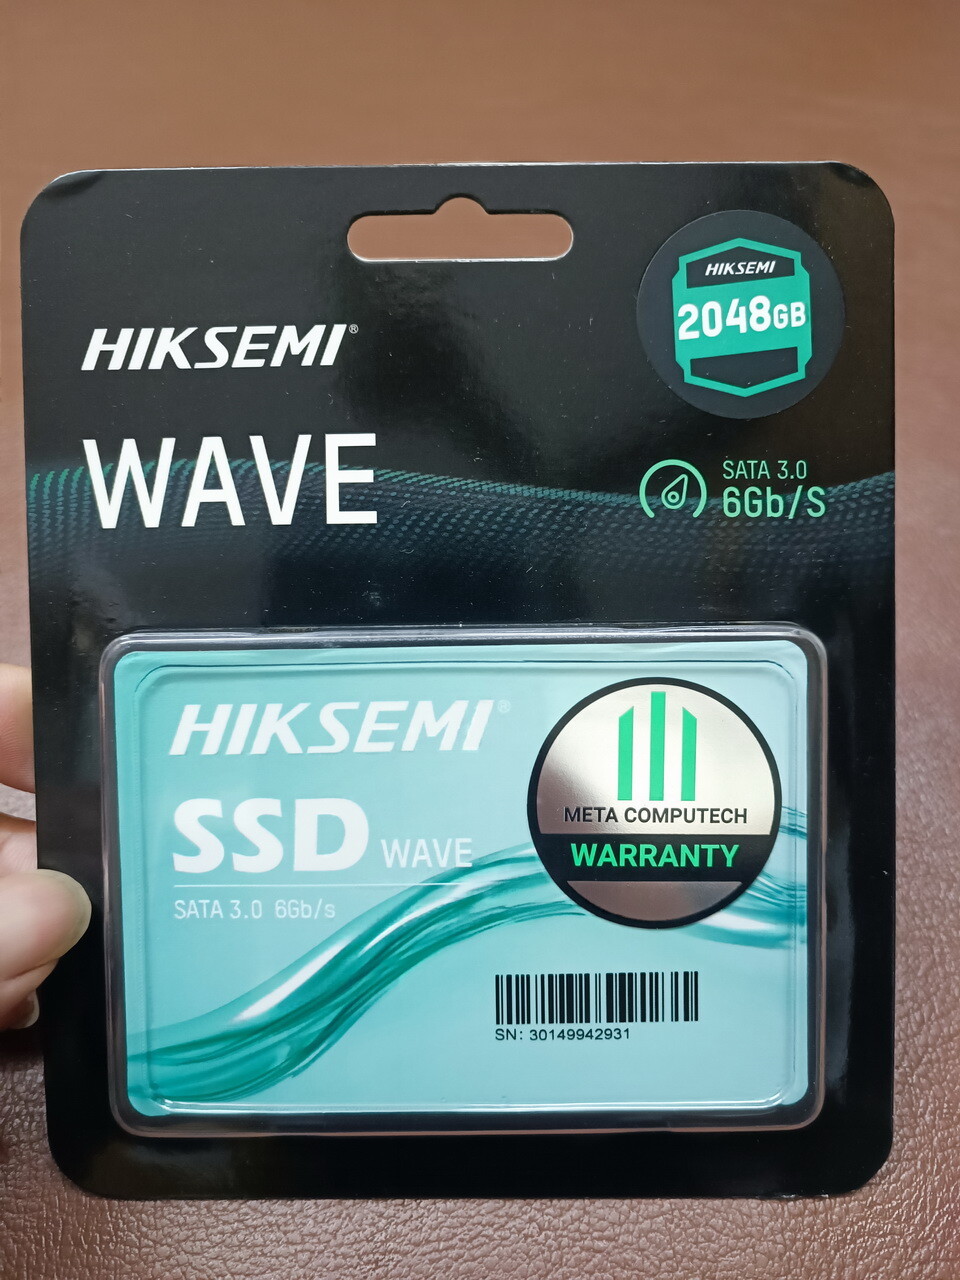 HIKSEMI
2048GB
HIKSEMI®
WAVE
SATA 3.0
6Gb/S
HIKSEMI®
SSD WAVE
SATA 3.0 6Gb/s
META COMPUTECH
WARRANTY
SN: 30149942931